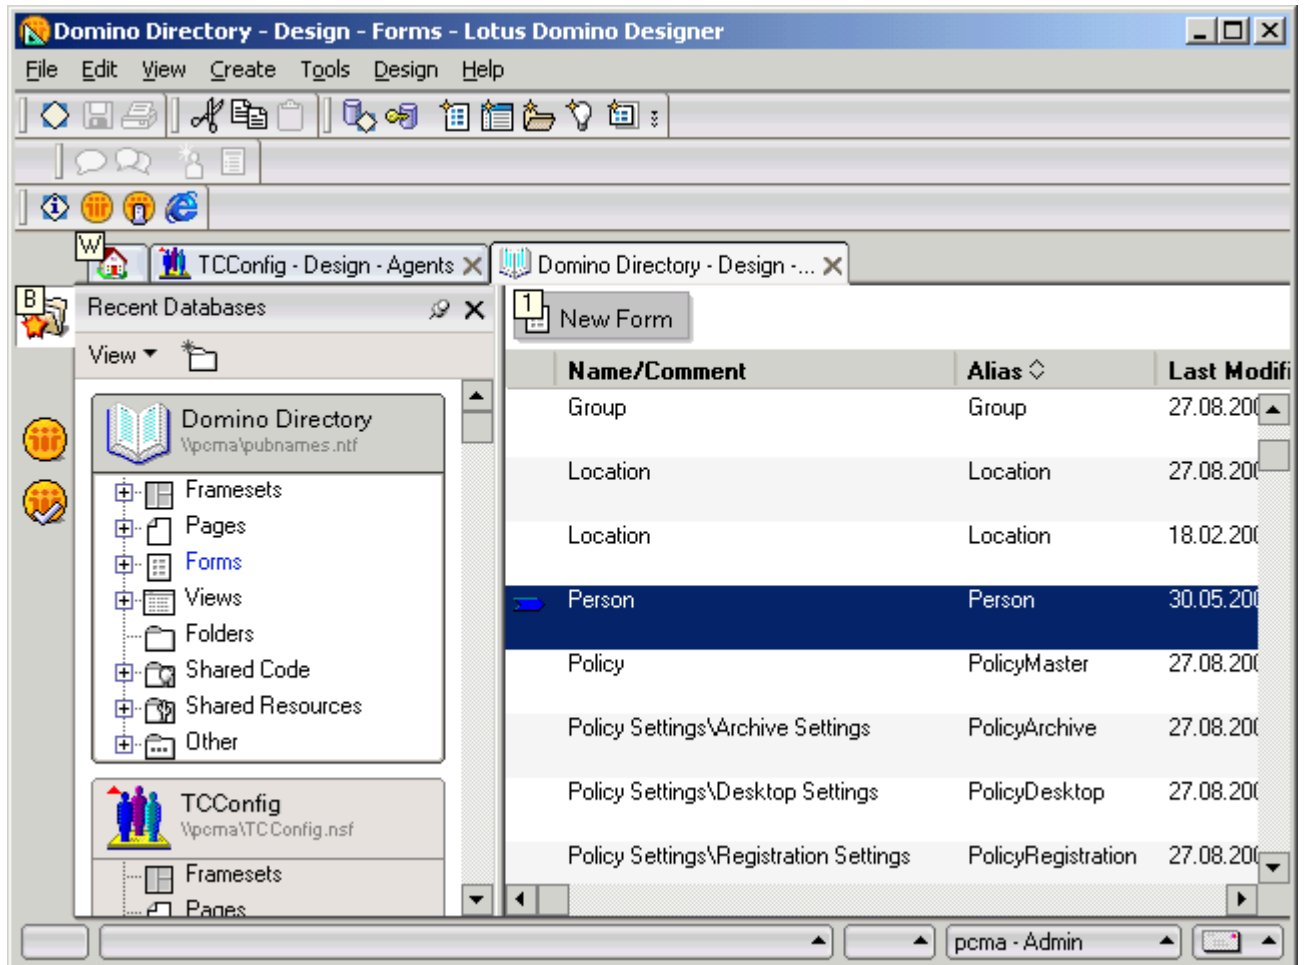 Domino Directory - Design - Forms - Lotus Domino Designer
File Edit View Create Tools Design Help
W
TCConfig - Design - Agents
Domino Directory - Design -...
B
Recent Databases
1
New Form
View
Name/Comment Alias Last Modifi
Domino Directory
\\pcma\pubnames.ntf
Framesets
Pages
Forms
Views
Folders
Shared Code
Shared Resources
Other
TCConfig
\\pcma\TCConfig.nsf
Framesets
Pages
Group Group 27.08.200
Location Location 27.08.200
Location Location 18.02.200
Person Person 30.05.200
Policy PolicyMaster 27.08.200
Policy Settings\Archive Settings PolicyArchive 27.08.200
Policy Settings\Desktop Settings PolicyDesktop 27.08.200
Policy Settings\Registration Settings PolicyRegistration 27.08.200
pcma - Admin